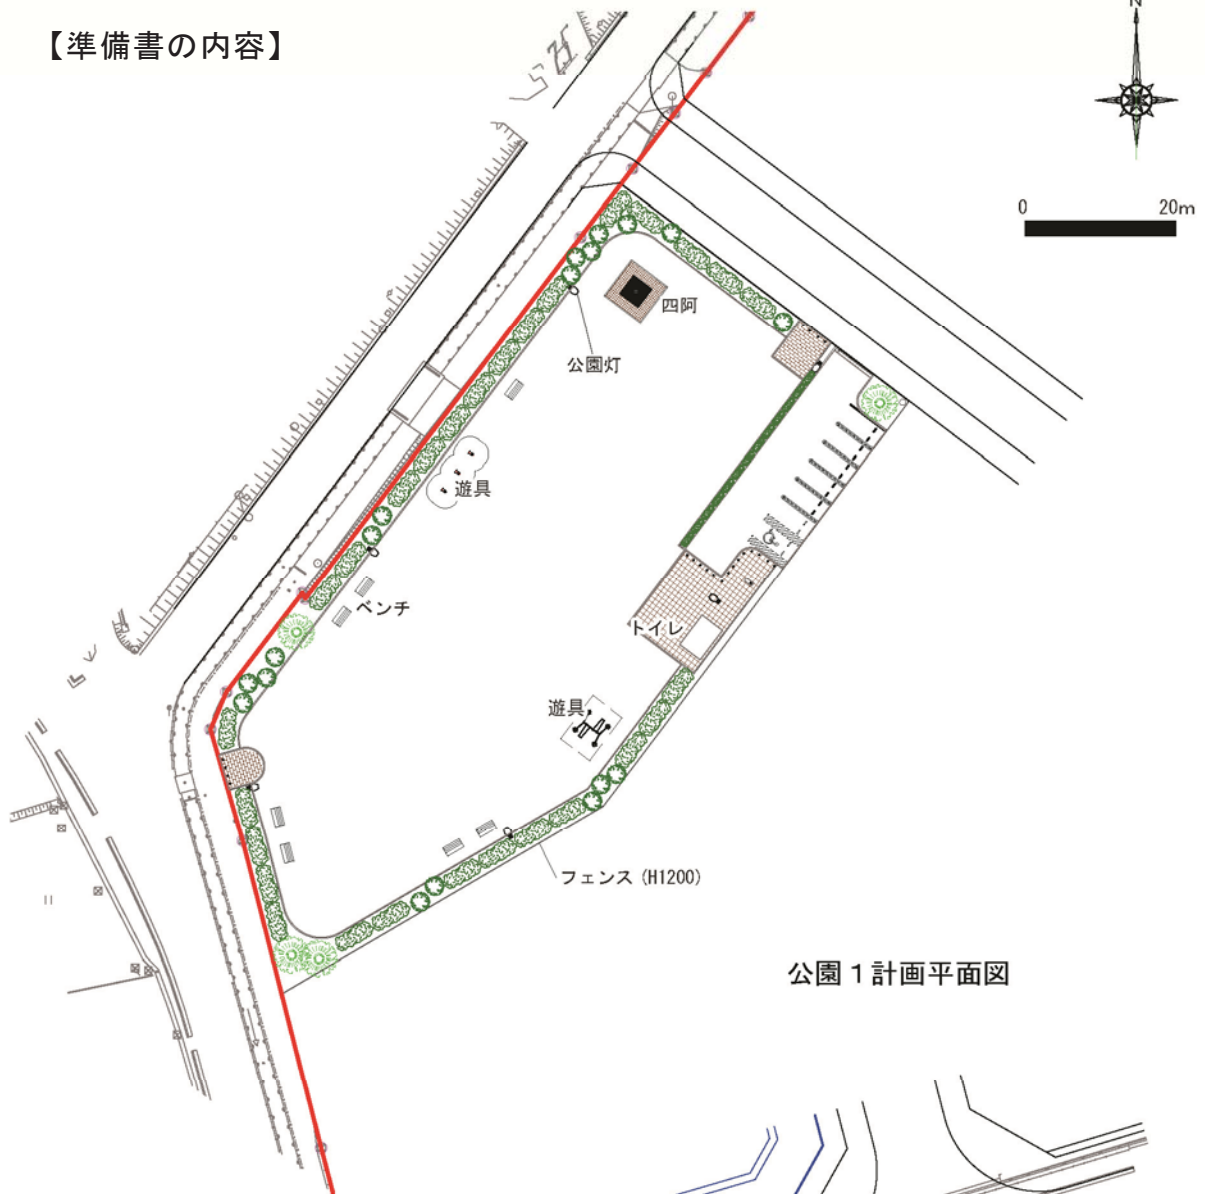 【準備書の内容】
N
0 20m
四阿
公園灯
遊具
ベンチ
トイレ
遊具
フェンス (H1200)
公園1計画平面図